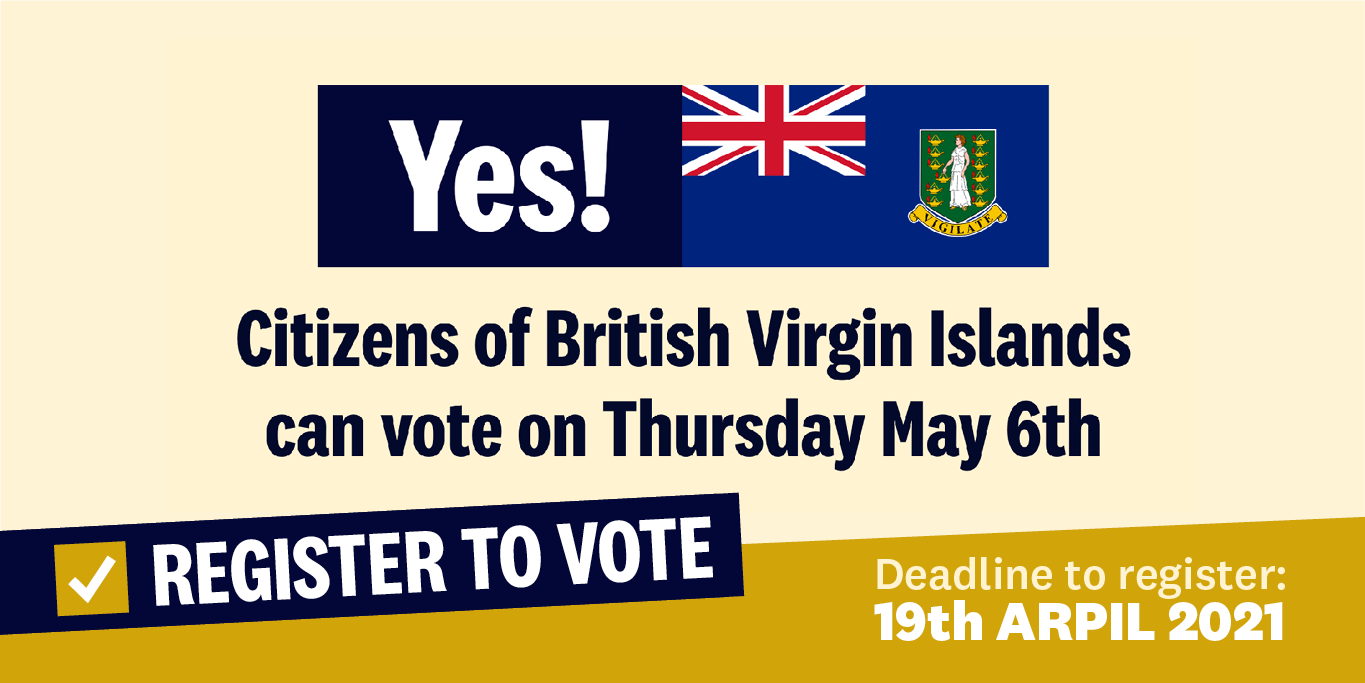 Yes!
VIGILATE
Citizens of British Virgin Islands
can vote on Thursday May 6th
REGISTER TO VOTE
Deadline to register:
19th ARPIL 2021